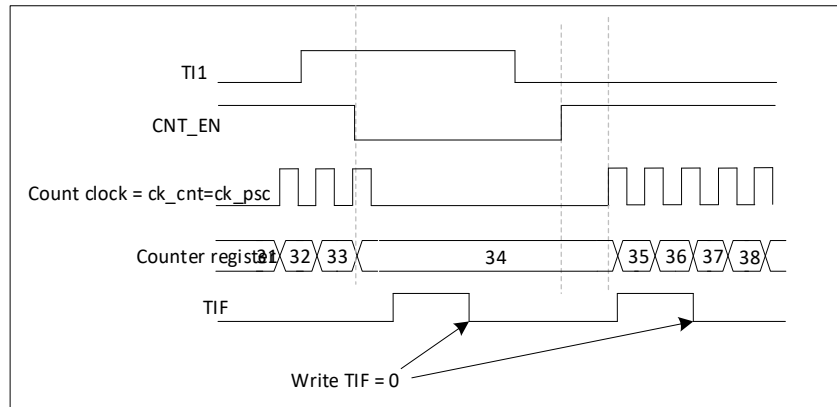 TI1
CNT_EN
Count clock = ck_cnt=ck_psc
Counter register 31 32 33 34 35 36 37 38
TIF
Write TIF = 0